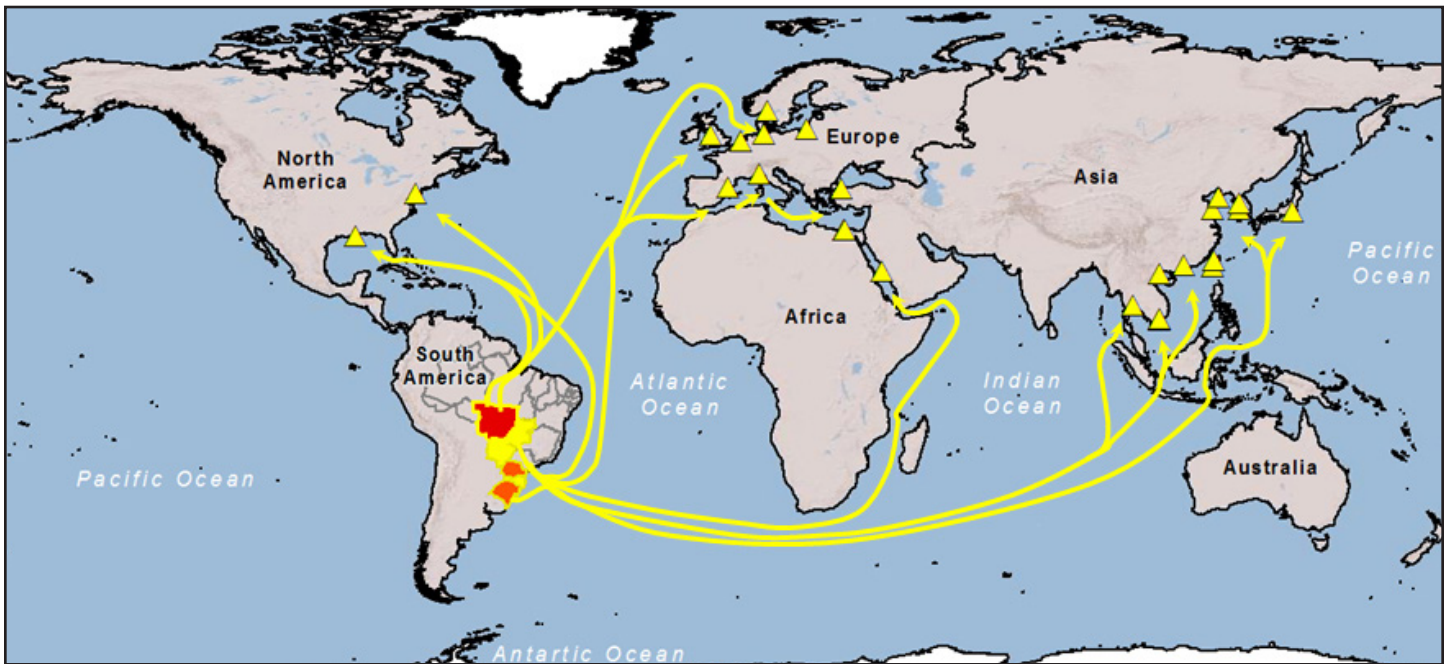 North
America
Europe
Asia
Pacific
Ocean
Africa
South
America
Atlantic
Ocean
Indian
Ocean
Australia
Pacific Ocean
Antartic Ocean